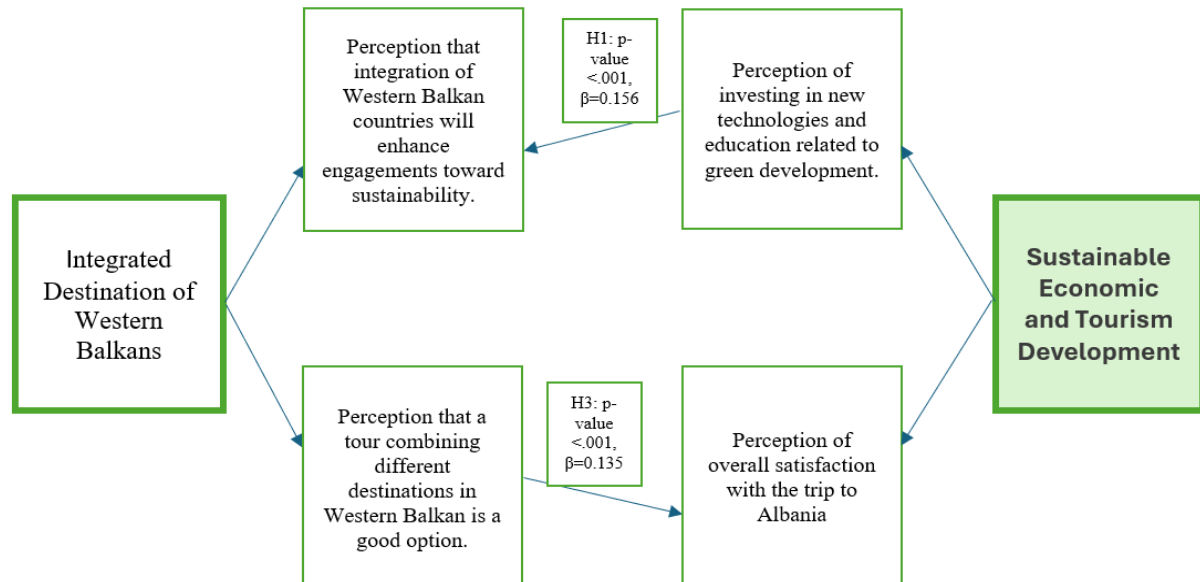 Perception that
integration of
Western Balkan
countries will
enhance
engagements toward
sustainability.
H1: p-
value
<.001,
β=0.156
Perception of
investing in new
technologies and
education related to
green development.
Integrated
Destination of
Western
Balkans
Sustainable
Economic
and Tourism
Development
Perception that a
tour combining
different
destinations in
Western Balkan is a
good option.
H3: p-
value
<.001,
β=0.135
Perception of
overall satisfaction
with the trip to
Albania